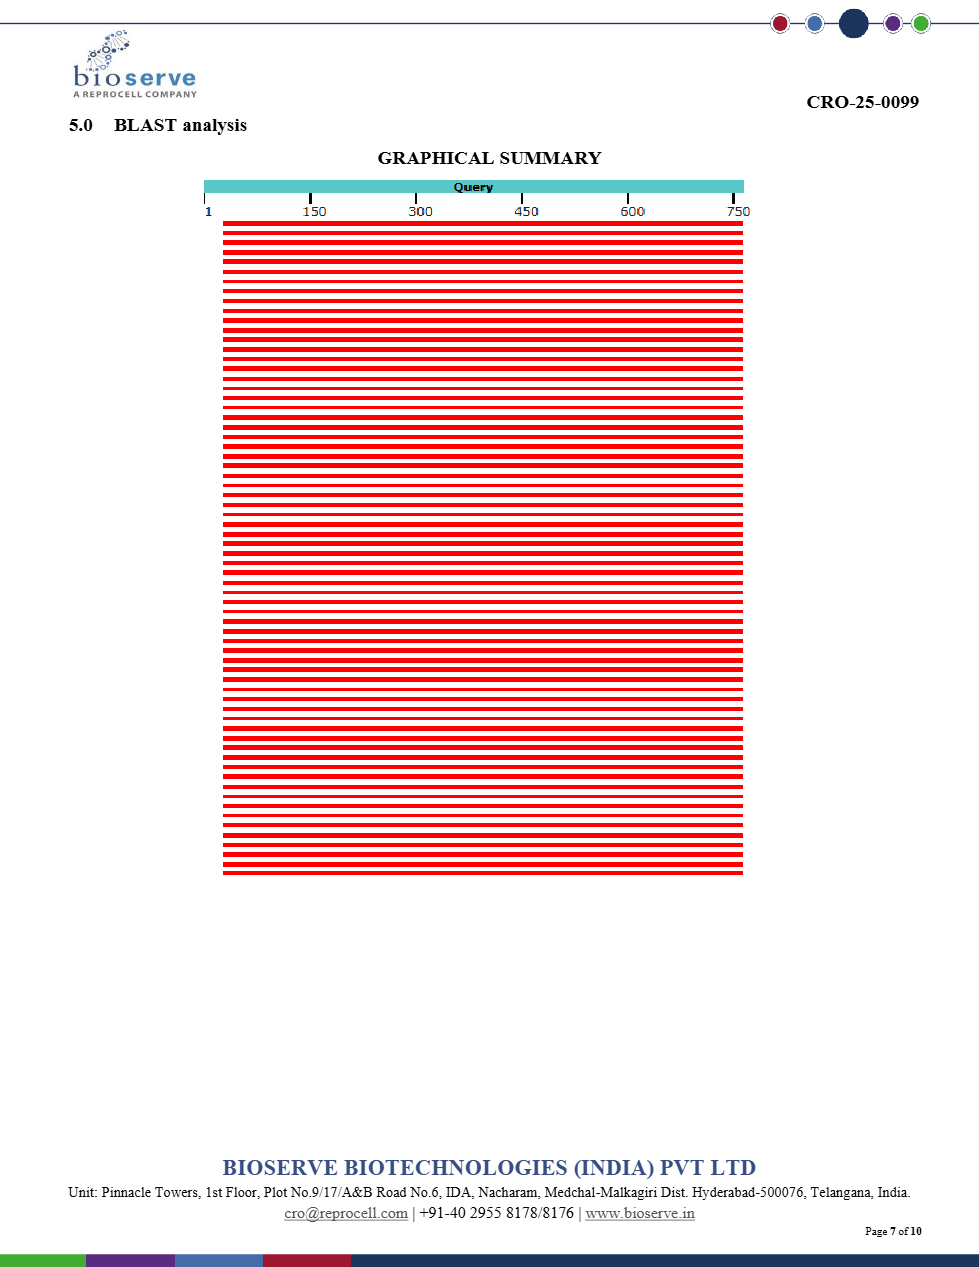 bioserve
A REPROCELL COMPANY
CRO-25-0099
5.0 BLAST analysis
GRAPHICAL SUMMARY
Query
1 150 300 450 600 750
BIOSERVE BIOTECHNOLOGIES (INDIA) PVT LTD
Unit: Pinnacle Towers, 1st Floor, Plot No.9/17/A&B Road No.6, IDA, Nacharam, Medchal-Malkagiri Dist. Hyderabad-500076, Telangana, India.
cro@reprocell.com | +91-40 2955 8178/8176 | www.bioserve.in
Page 7 of 10